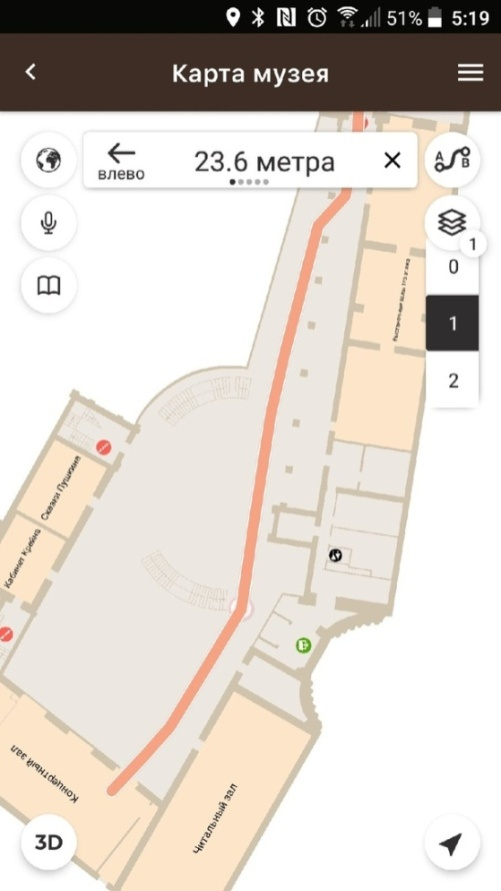 51% 5:19
Карта музея
влево
23.6 метра
A B
1
0
1
2
Сказки Пушкина
Кабинет Крейна
Концертный зал
Читальный зал
3D